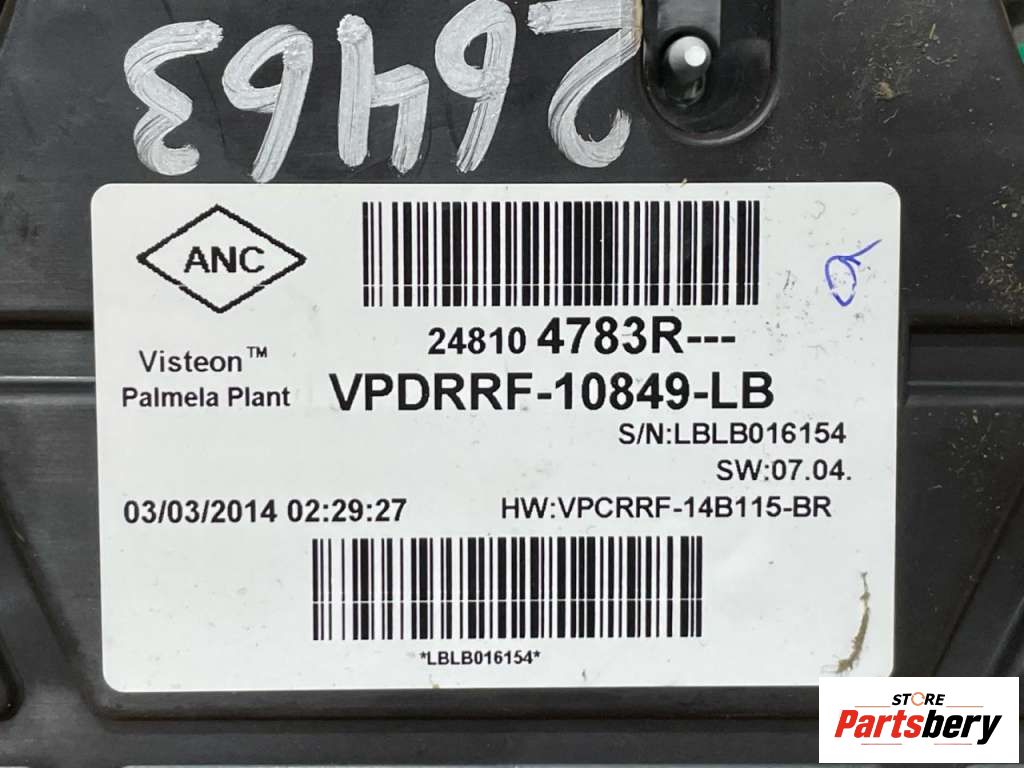 26463
ANC
Visteon™
Palmela Plant
24810 4783R---
VPDRRF-10849-LB
S/N:LBLB016154
SW:07.04.
03/03/2014 02:29:27 HW:VPCRRF-14B115-BR
*LBLB016154*
STORE
Partsbery